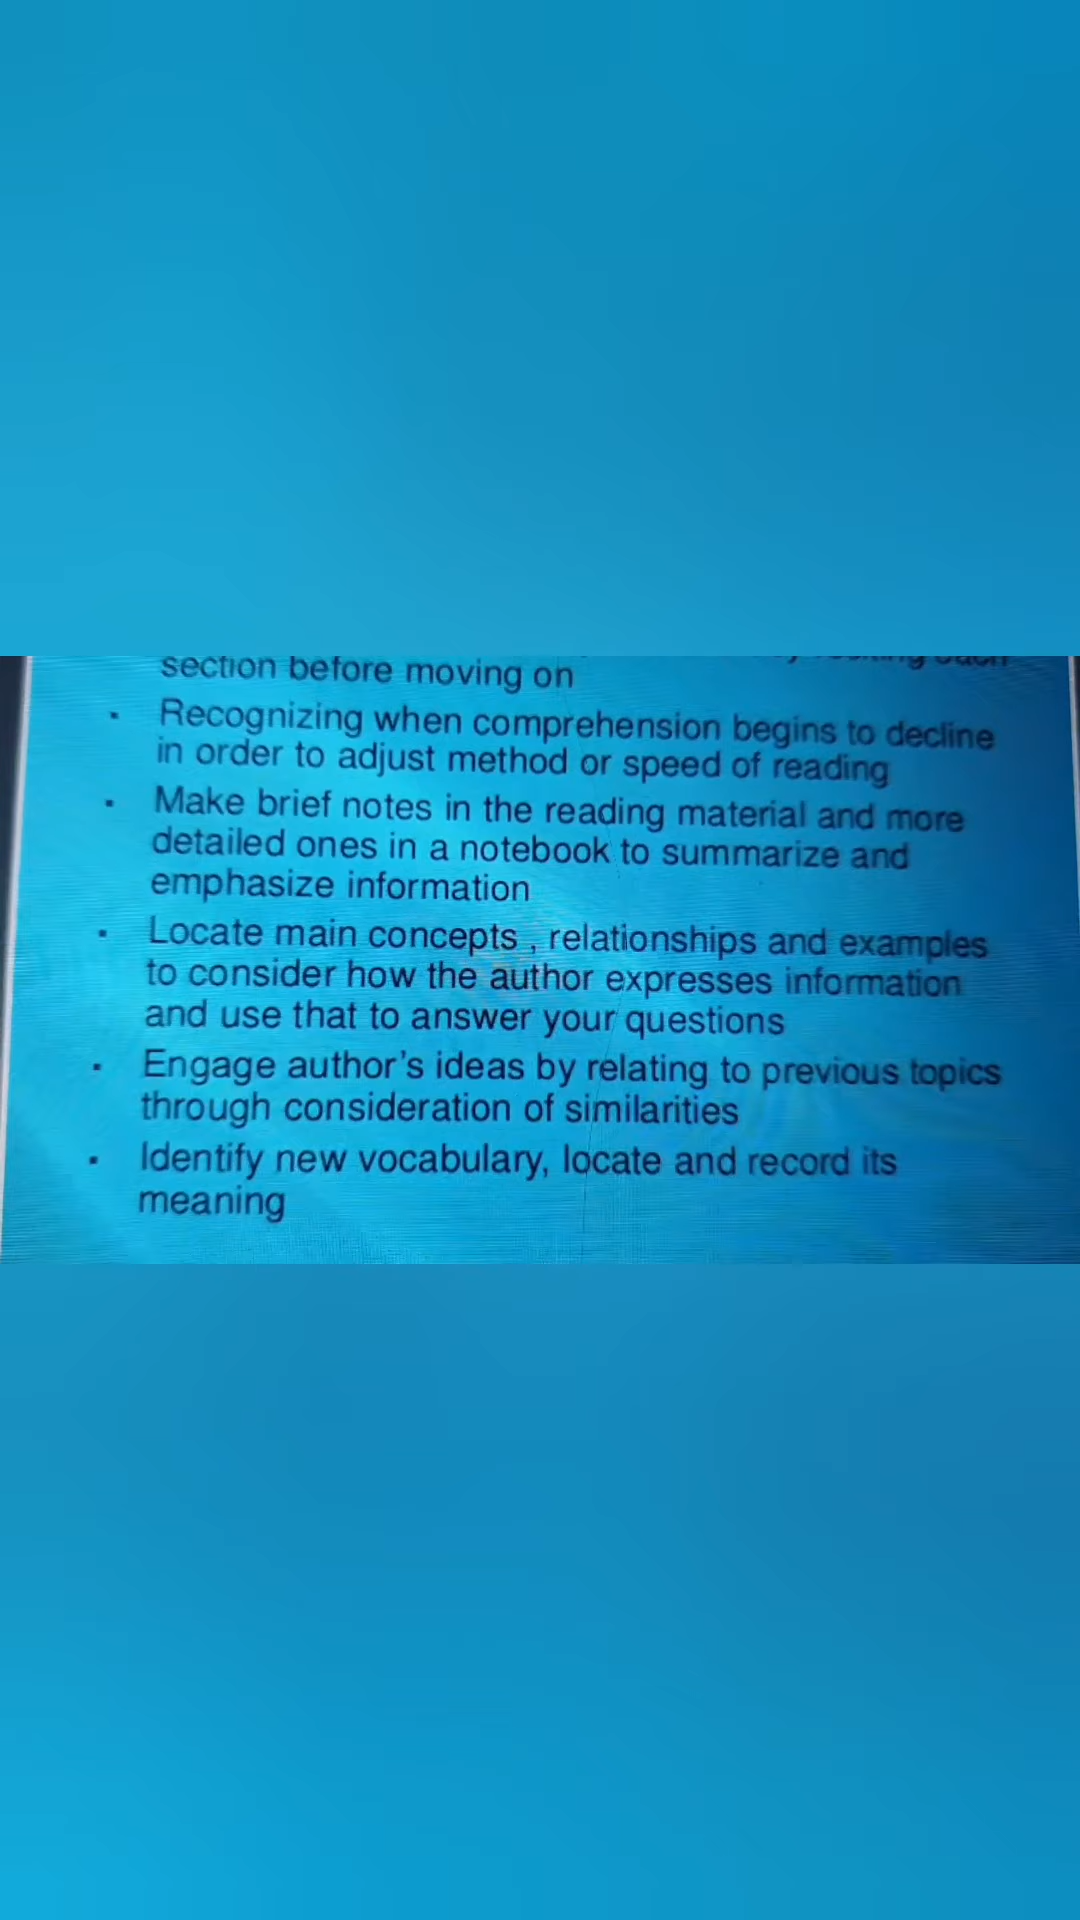 section before moving on
▪ Recognizing when comprehension begins to decline
in order to adjust method or speed of reading
▪ Make brief notes in the reading material and more
detailed ones in a notebook to summarize and
emphasize information
▪ Locate main concepts , relationships and examples
to consider how the author expresses information
and use that to answer your questions
▪ Engage author's ideas by relating to previous topics
through consideration of similarities
▪ Identify new vocabulary, locate and record its
meaning